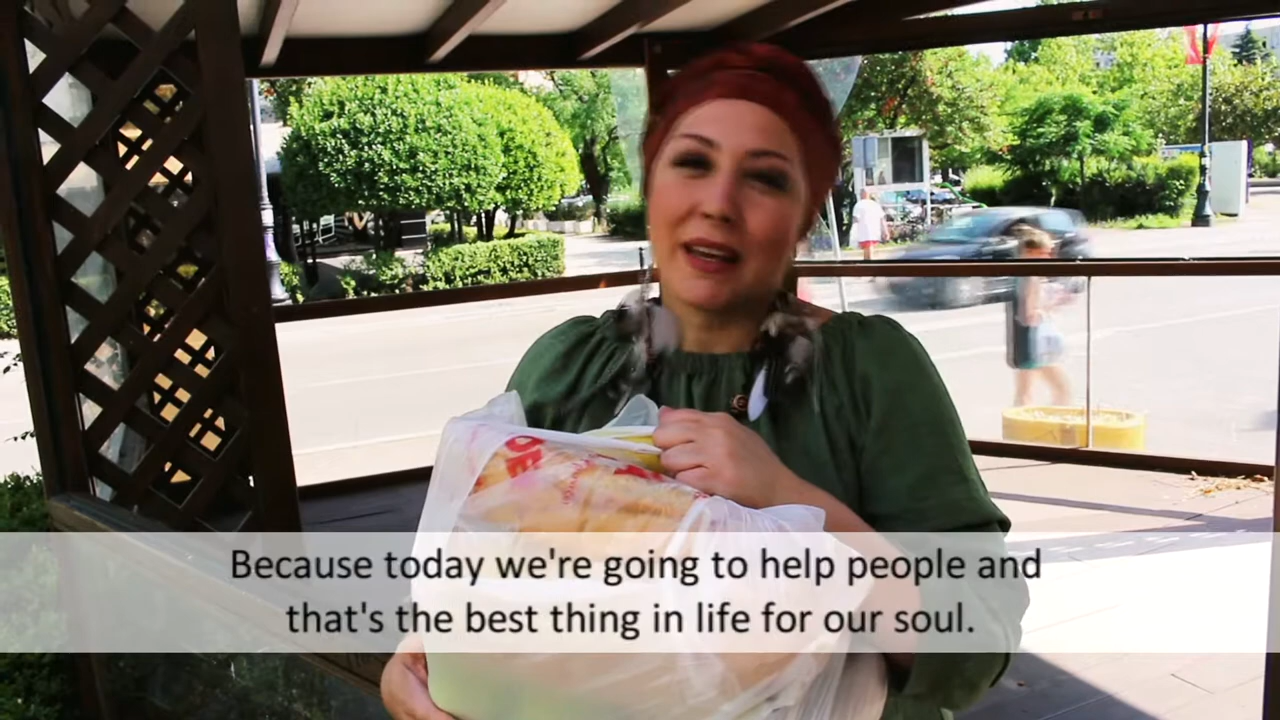 Because today we're going to help people and
that's the best thing in life for our soul.